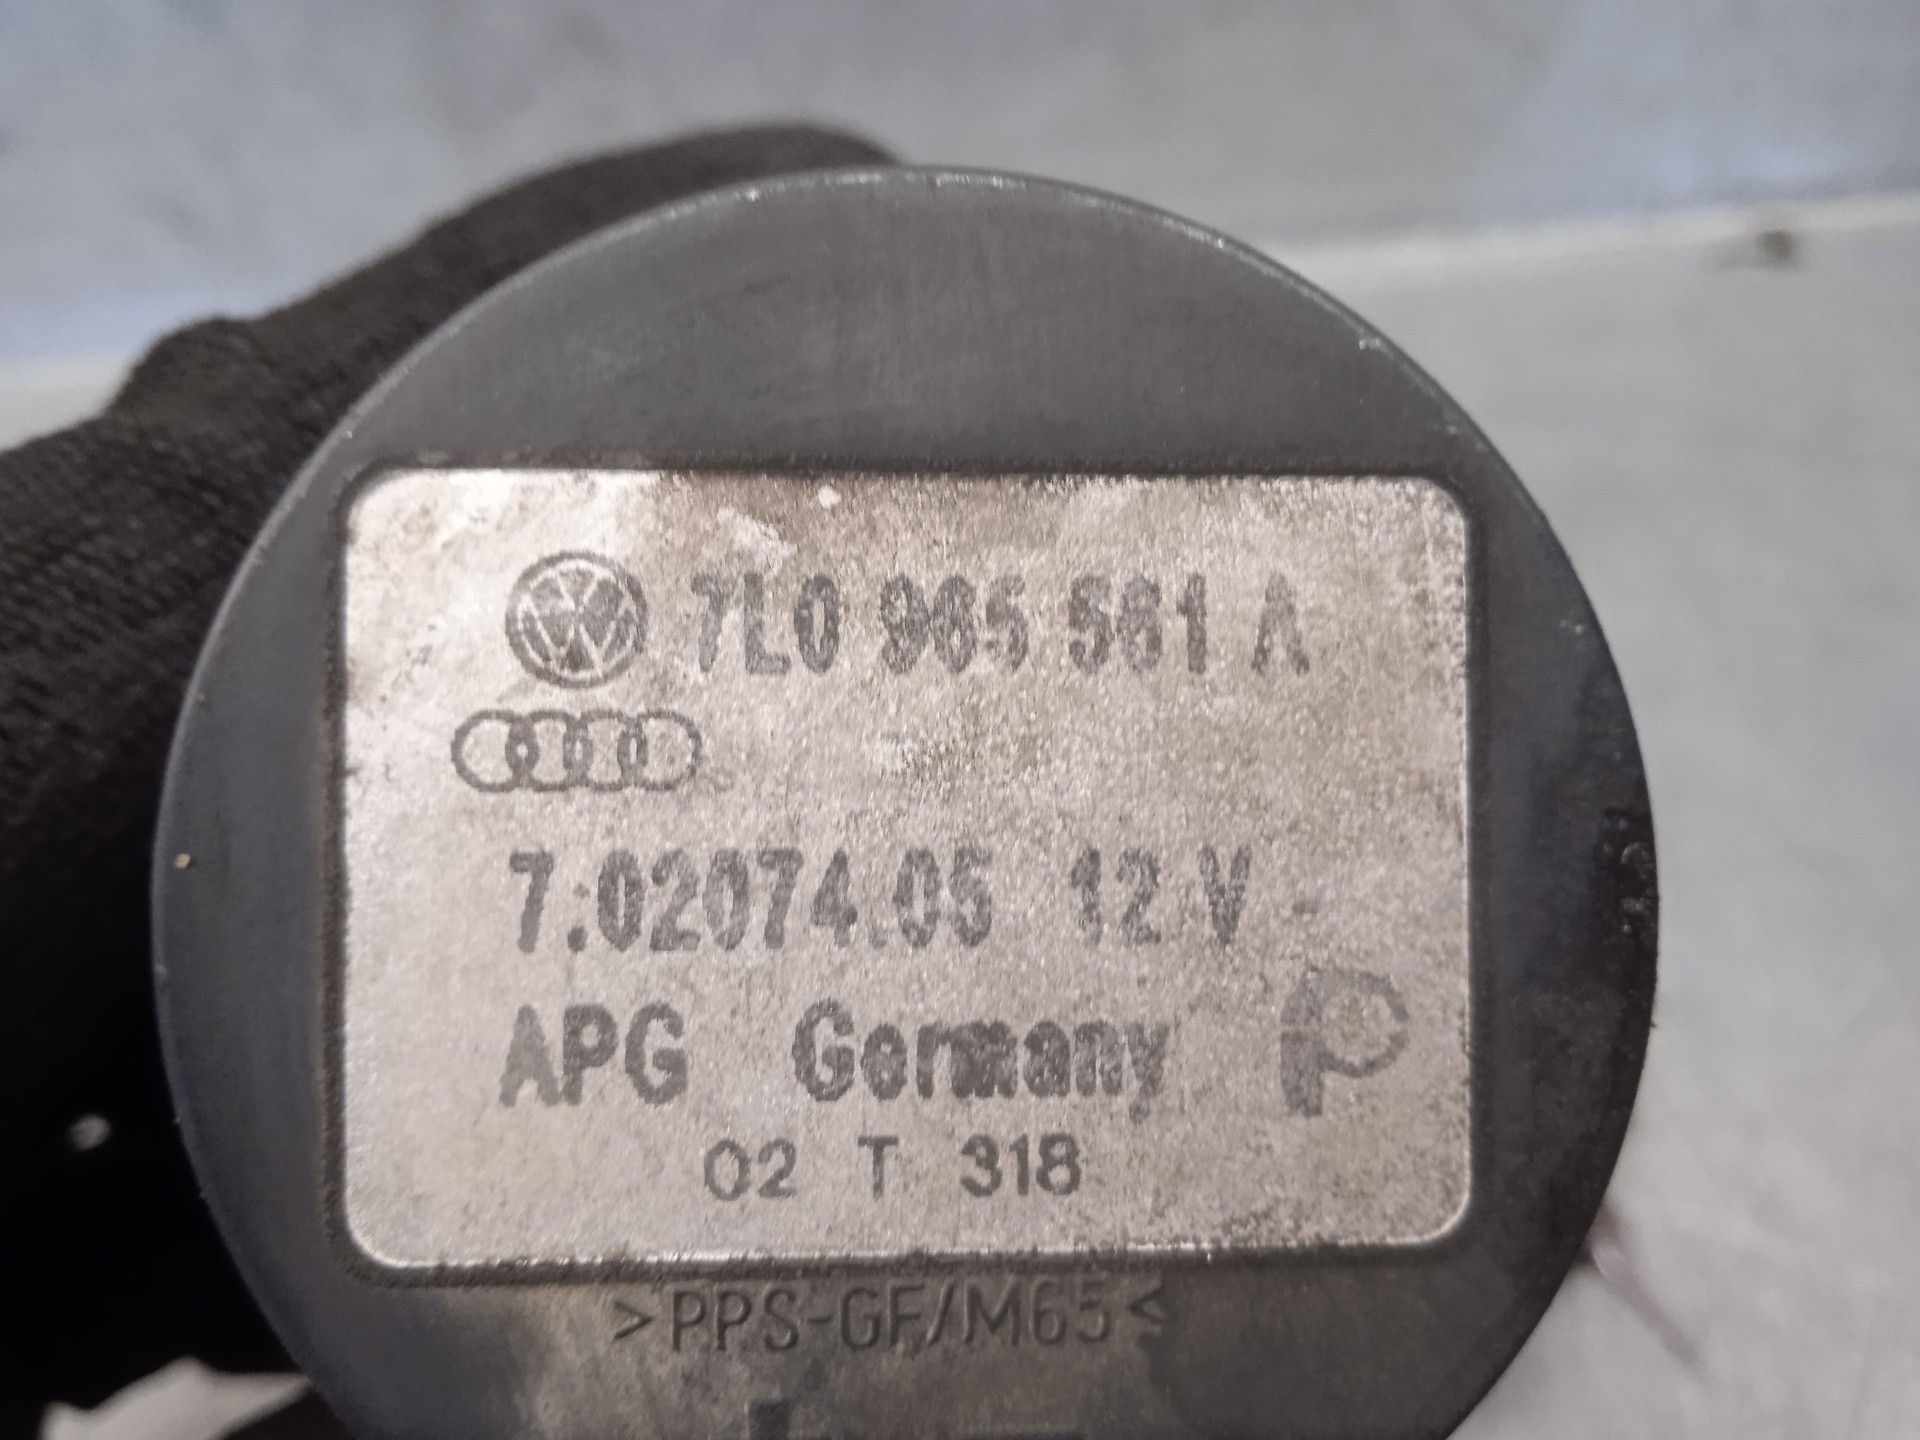 7L0 965 561 A
7.02074.05 12 V
APG Germany P
02 T 318
>PPS-GF/M65<